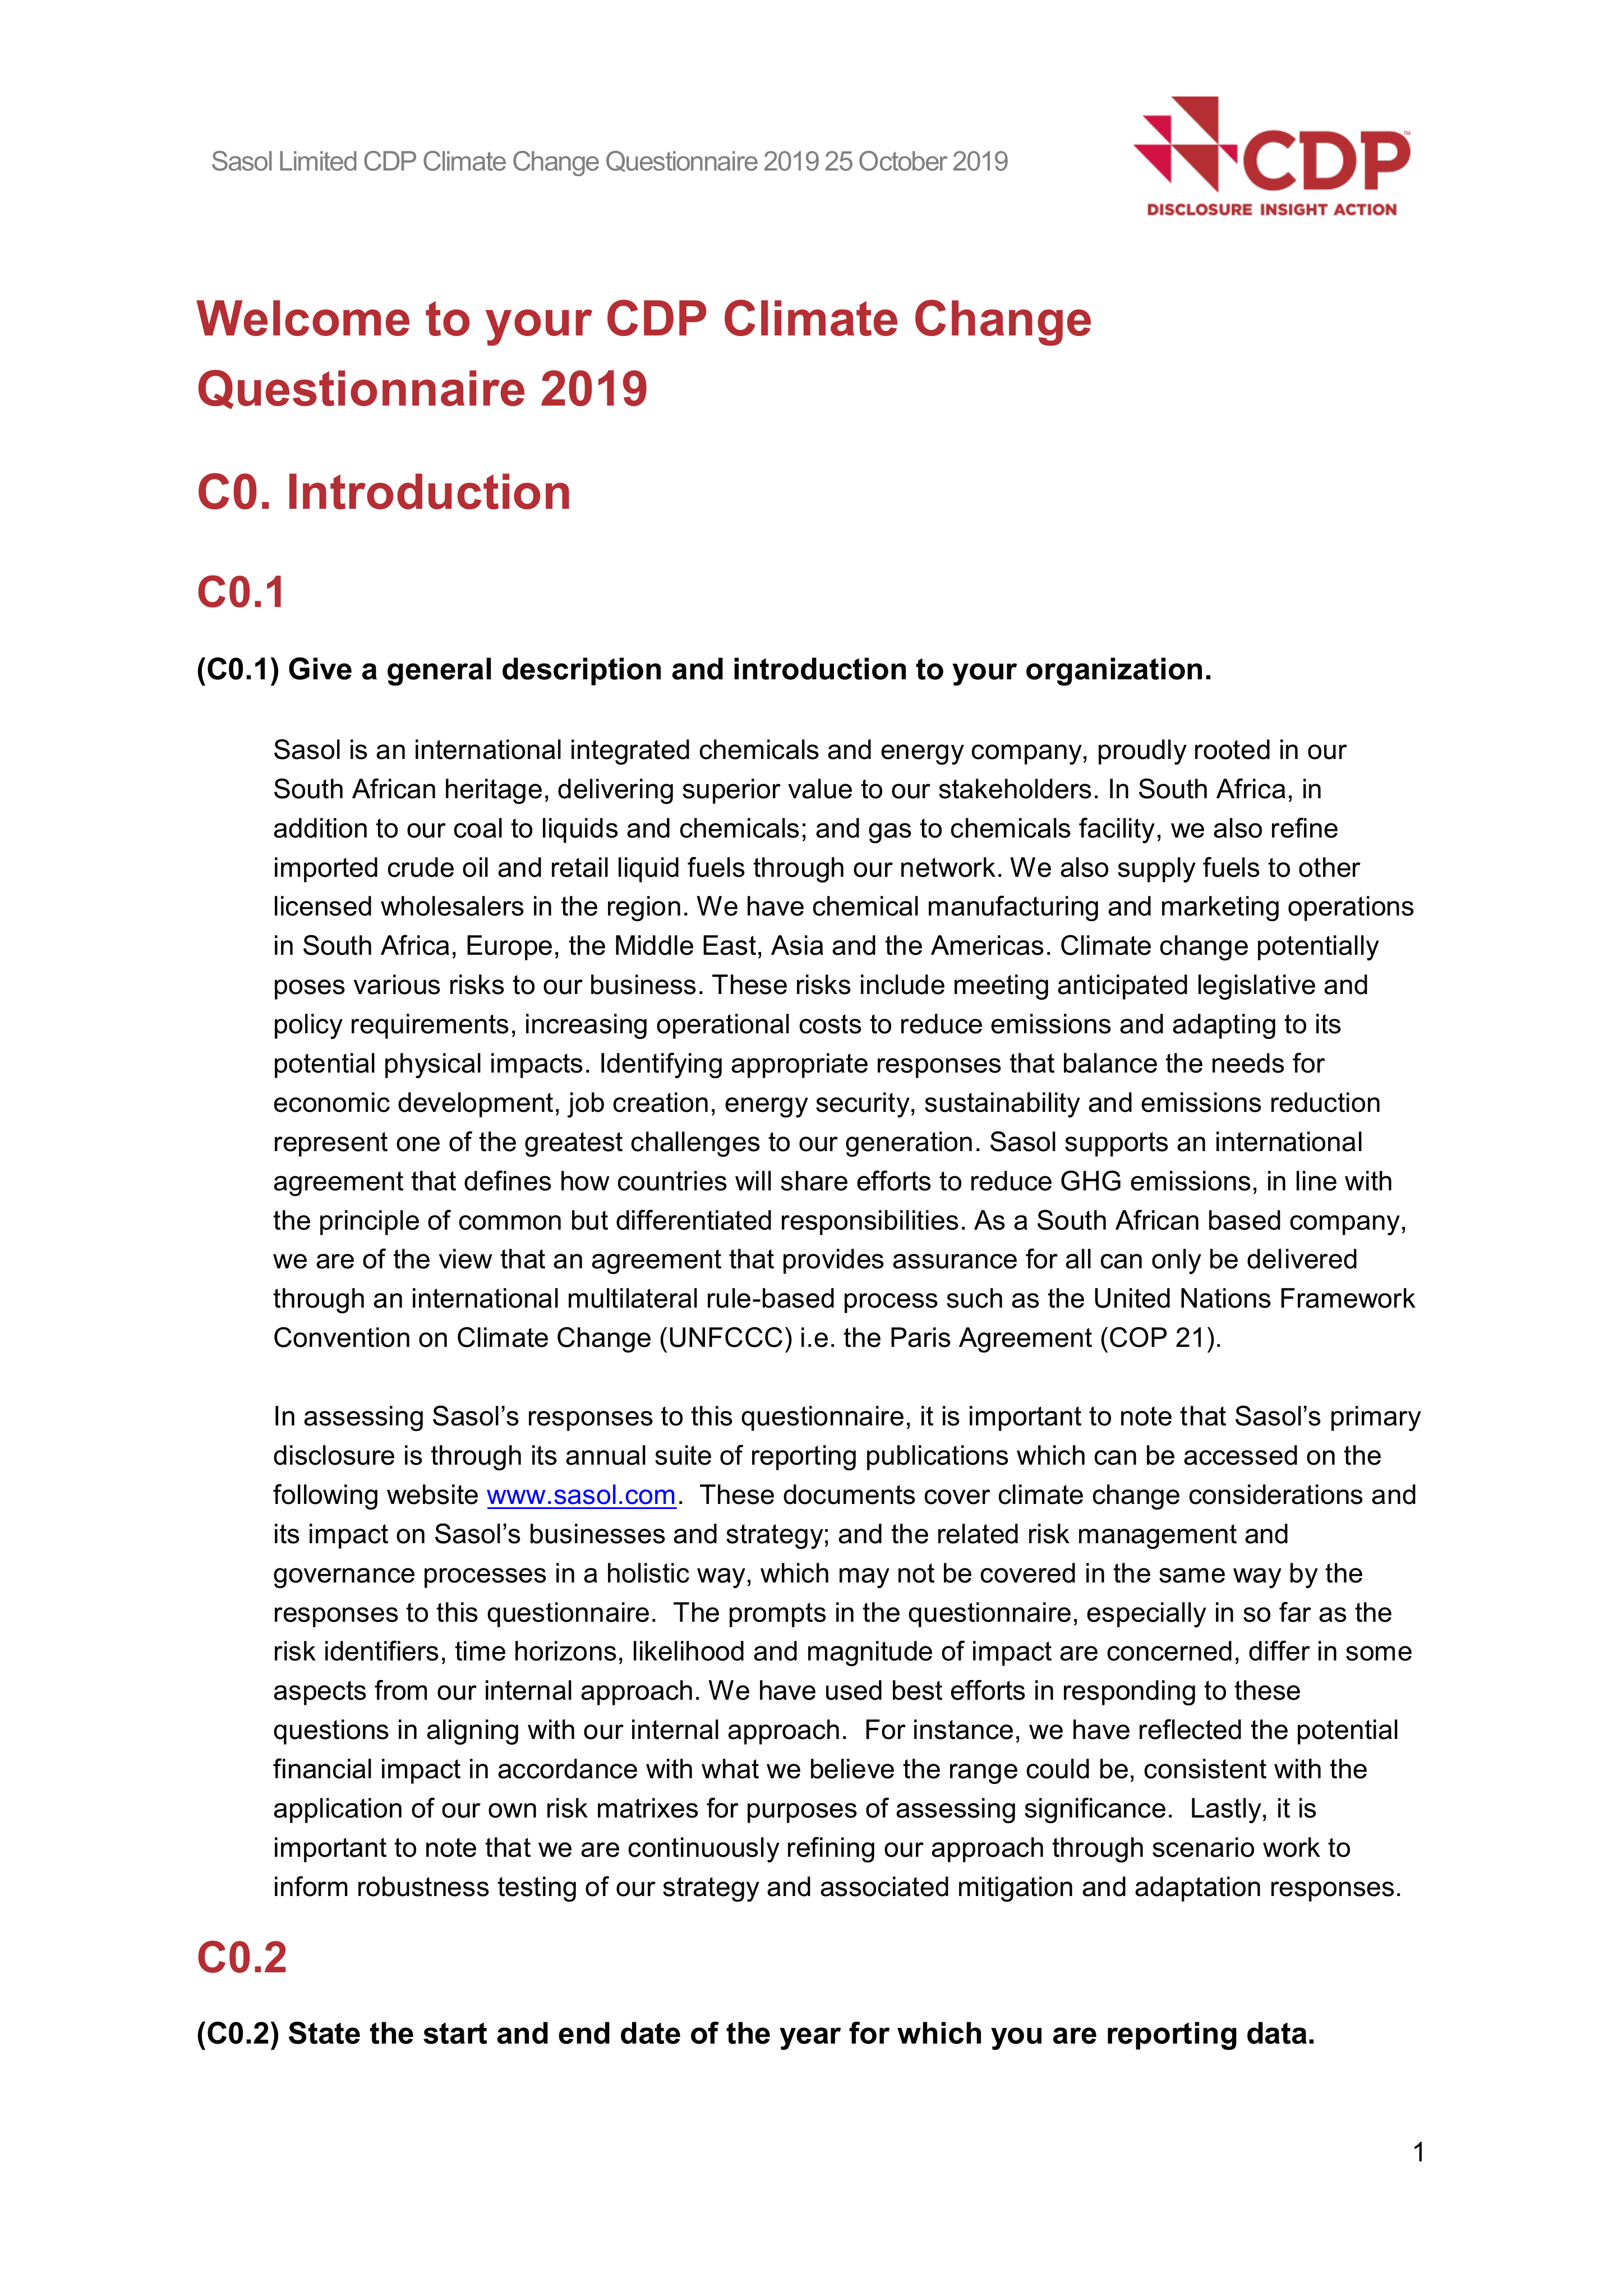 Sasol Limited CDP Climate Change Questionnaire 2019 25 October 2019
CDP™
DISCLOSURE INSIGHT ACTION
Welcome to your CDP Climate Change
Questionnaire 2019
C0. Introduction
C0.1
(C0.1) Give a general description and introduction to your organization.
Sasol is an international integrated chemicals and energy company, proudly rooted in our
South African heritage, delivering superior value to our stakeholders. In South Africa, in
addition to our coal to liquids and chemicals; and gas to chemicals facility, we also refine
imported crude oil and retail liquid fuels through our network. We also supply fuels to other
licensed wholesalers in the region. We have chemical manufacturing and marketing operations
in South Africa, Europe, the Middle East, Asia and the Americas. Climate change potentially
poses various risks to our business. These risks include meeting anticipated legislative and
policy requirements, increasing operational costs to reduce emissions and adapting to its
potential physical impacts. Identifying appropriate responses that balance the needs for
economic development, job creation, energy security, sustainability and emissions reduction
represent one of the greatest challenges to our generation. Sasol supports an international
agreement that defines how countries will share efforts to reduce GHG emissions, in line with
the principle of common but differentiated responsibilities. As a South African based company,
we are of the view that an agreement that provides assurance for all can only be delivered
through an international multilateral rule-based process such as the United Nations Framework
Convention on Climate Change (UNFCCC) i.e. the Paris Agreement (COP 21).
In assessing Sasol’s responses to this questionnaire, it is important to note that Sasol’s primary
disclosure is through its annual suite of reporting publications which can be accessed on the
following website www.sasol.com.  These documents cover climate change considerations and
its impact on Sasol’s businesses and strategy; and the related risk management and
governance processes in a holistic way, which may not be covered in the same way by the
responses to this questionnaire.  The prompts in the questionnaire, especially in so far as the
risk identifiers, time horizons, likelihood and magnitude of impact are concerned, differ in some
aspects from our internal approach. We have used best efforts in responding to these
questions in aligning with our internal approach.  For instance, we have reflected the potential
financial impact in accordance with what we believe the range could be, consistent with the
application of our own risk matrixes for purposes of assessing significance.  Lastly, it is
important to note that we are continuously refining our approach through scenario work to
inform robustness testing of our strategy and associated mitigation and adaptation responses.
C0.2
(C0.2) State the start and end date of the year for which you are reporting data.
1